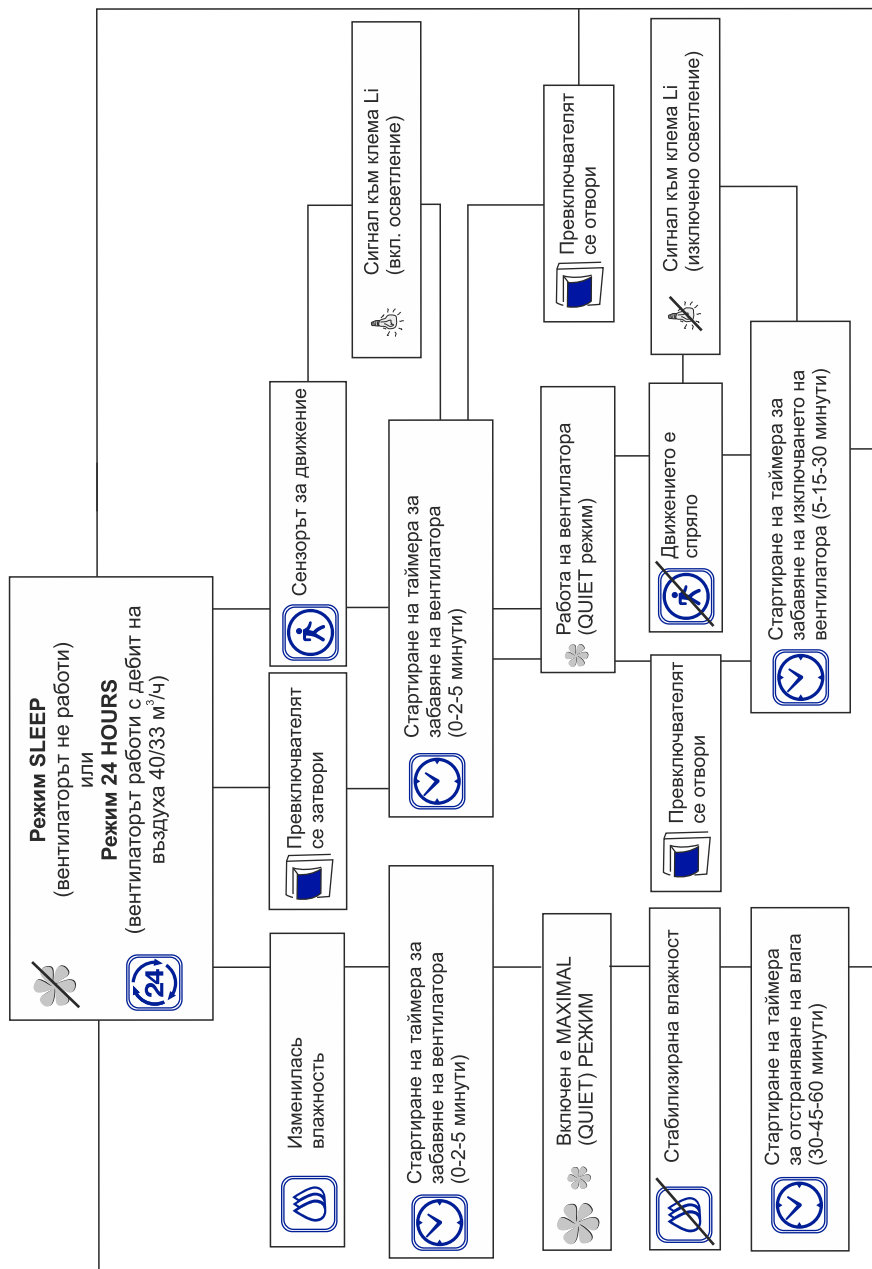 Режим SLEEP
(вентилаторът не работи)
или
Режим 24 HOURS
(вентилаторът работи с дебит на
въздуха 40/33 м³/ч)
24
Изменилась
влажность
Превключвателят
се затвори
Сензорът за движение
Сигнал към клема Li
(вкл. осветление)
Стартиране на таймера за
забавяне на вентилатора
(0-2-5 минути)
Стартиране на таймера за
забавяне на вентилатора
(0-2-5 минути)
Включен е MAXIMAL
(QUIET) РЕЖИМ
Работа на вентилатора
(QUIET режим)
Превключвателят
се отвори
Стабилизирана влажност
Превключвателят
се отвори
Движението е
спряло
Сигнал към клема Li
(изключено осветление)
Стартиране на таймера
за отстраняване на влага
(30-45-60 минути)
Стартиране на таймера за
забавяне на изключването на
вентилатора (5-15-30 минути)